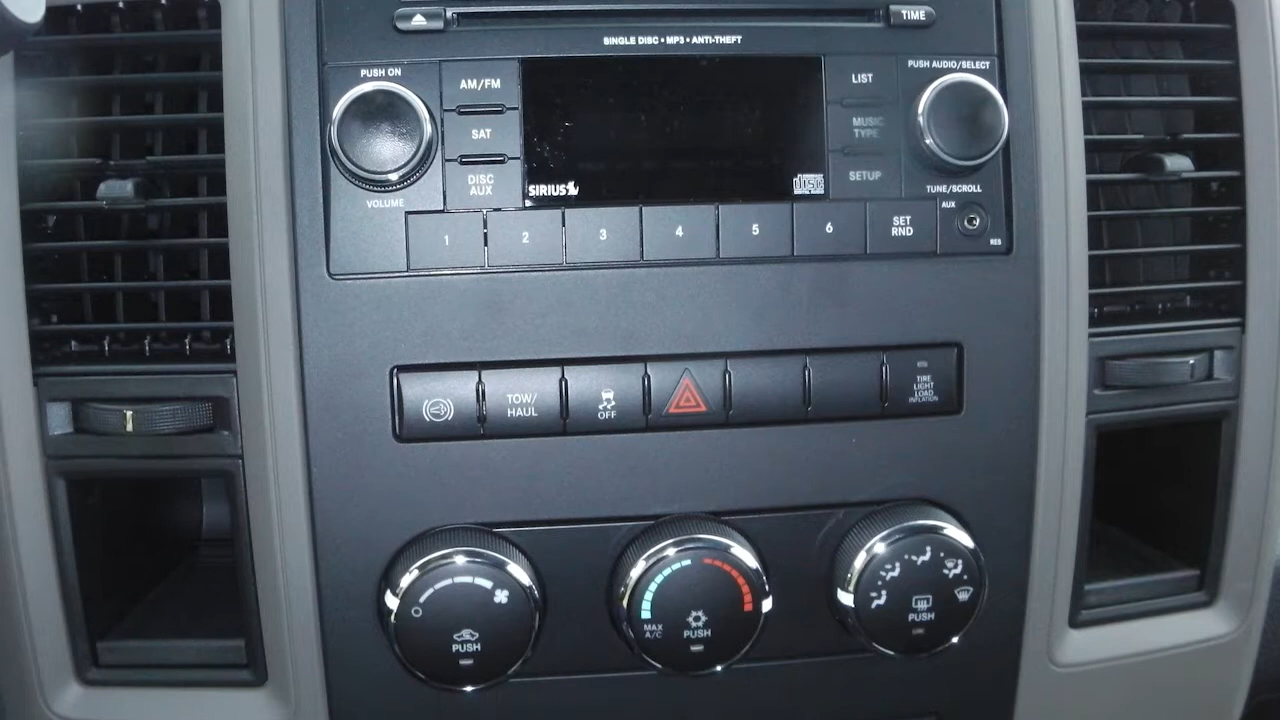 TIME
SINGLE DISC • MP3 • ANTI-THEFT
PUSH ON
VOLUME
AM/FM
SAT
DISC
AUX
SIRIUS
disc
LIST
MUSIC
TYPE
SETUP
PUSH AUDIO/SELECT
TUNE/SCROLL
AUX
RES
1 2 3 4 5 6
SET
RND
TOW/
HAUL
OFF
TIRE
LIGHT
LOAD
INFLATION
PUSH
MAX
A/C
PUSH
PUSH